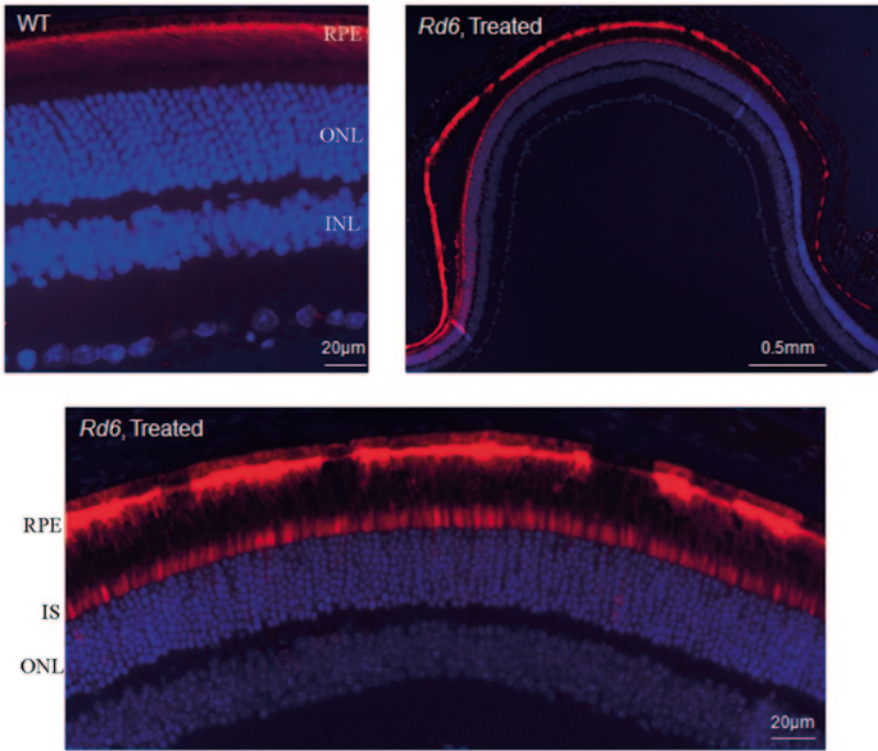 WT
RPE
ONL
INL
20μm
Rd6, Treated
0.5mm
Rd6, Treated
RPE
IS
ONL
20μm